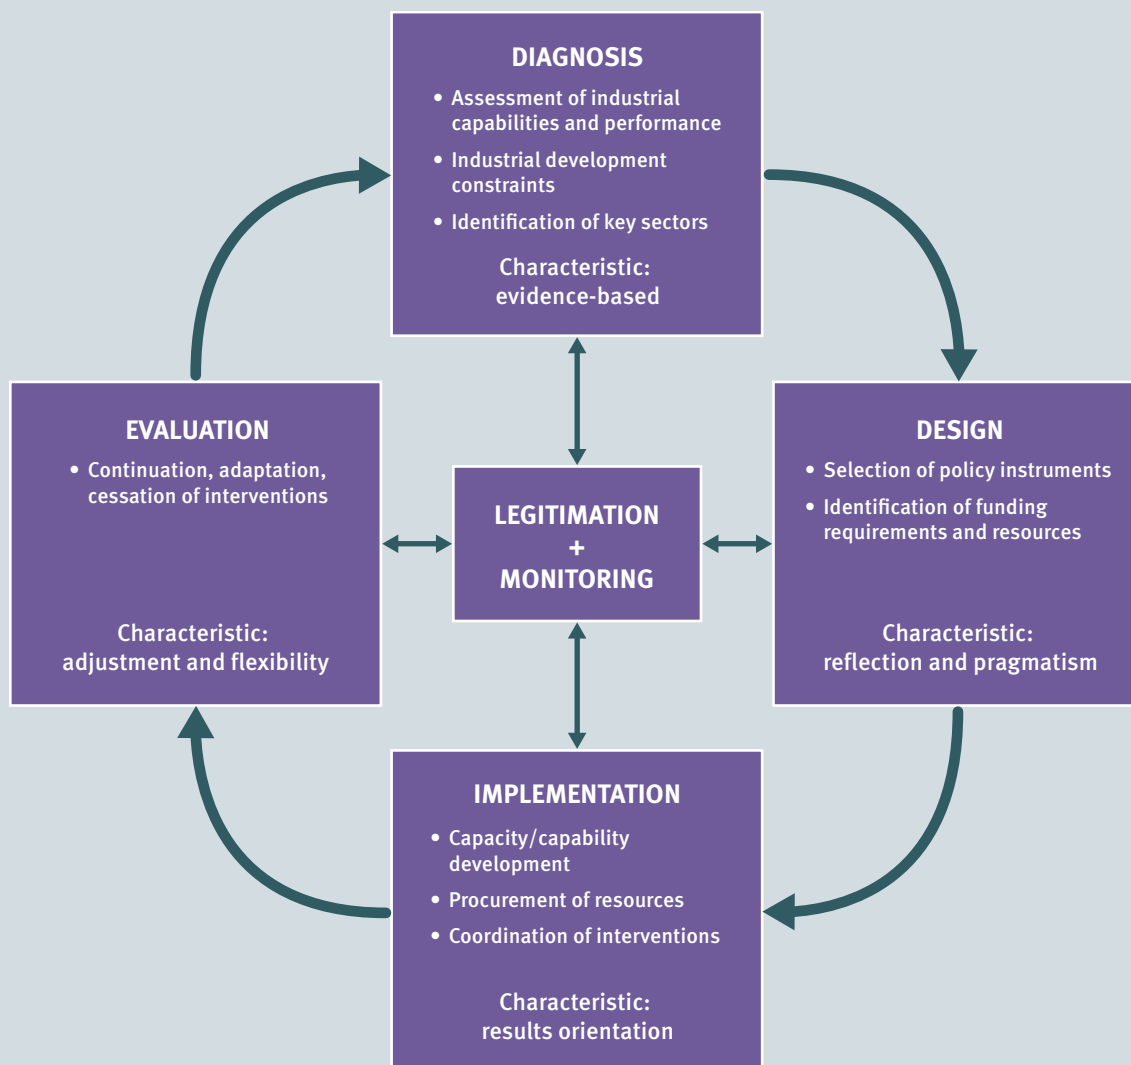 DIAGNOSIS
• Assessment of industrial
capabilities and performance
• Industrial development
constraints
• Identification of key sectors
Characteristic:
evidence-based
EVALUATION
• Continuation, adaptation,
cessation of interventions
Characteristic:
adjustment and flexibility
LEGITIMATION
+
MONITORING
DESIGN
• Selection of policy instruments
• Identification of funding
requirements and resources
Characteristic:
reflection and pragmatism
IMPLEMENTATION
• Capacity/capability
development
• Procurement of resources
• Coordination of interventions
Characteristic:
results orientation